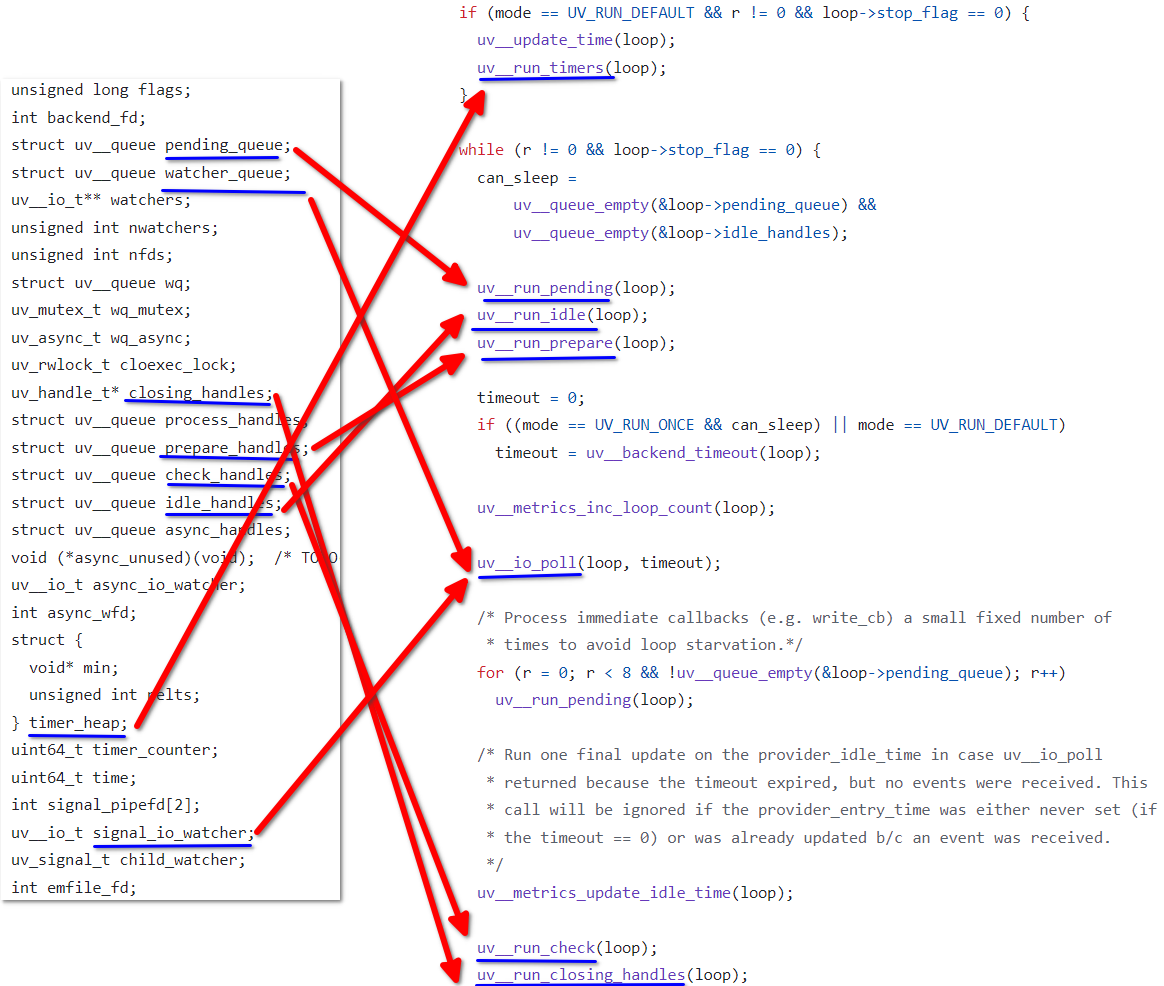 unsigned long flags;
int backend_fd;
struct uv__queue pending_queue;
struct uv__queue watcher_queue;
uv__io_t** watchers;
unsigned int nwatchers;
unsigned int nfds;
struct uv__queue wq;
uv_mutex_t wq_mutex;
uv_async_t wq_async;
uv_rwlock_t cloexec_lock;
uv_handle_t* closing_handles;
struct uv__queue process_handles;
struct uv__queue prepare_handles;
struct uv__queue check_handles;
struct uv__queue idle_handles;
struct uv__queue async_handles;
void (*async_unused)(void);  /* TODO
uv__io_t async_io_watcher;
int async_wfd;
struct {
  void* min;
  unsigned int nelts;
} timer_heap;
uint64_t timer_counter;
uint64_t time;
int signal_pipefd[2];
uv__io_t signal_io_watcher;
uv_signal_t child_watcher;
int emfile_fd;
if (mode == UV_RUN_DEFAULT && r != 0 && loop->stop_flag == 0) {
  uv__update_time(loop);
  uv__run_timers(loop);
}
while (r != 0 && loop->stop_flag == 0) {
  can_sleep =
      uv__queue_empty(&loop->pending_queue) &&
      uv__queue_empty(&loop->idle_handles);
  uv__run_pending(loop);
  uv__run_idle(loop);
  uv__run_prepare(loop);
  timeout = 0;
  if ((mode == UV_RUN_ONCE && can_sleep) || mode == UV_RUN_DEFAULT)
    timeout = uv__backend_timeout(loop);
  uv__metrics_inc_loop_count(loop);
  uv__io_poll(loop, timeout);
  /* Process immediate callbacks (e.g. write_cb) a small fixed number of
   * times to avoid loop starvation.*/
  for (r = 0; r < 8 && !uv__queue_empty(&loop->pending_queue); r++)
    uv__run_pending(loop);
  /* Run one final update on the provider_idle_time in case uv__io_poll
   * returned because the timeout expired, but no events were received. This
   * call will be ignored if the provider_entry_time was either never set (if
   * the timeout == 0) or was already updated b/c an event was received.
   */
  uv__metrics_update_idle_time(loop);
  uv__run_check(loop);
  uv__run_closing_handles(loop);